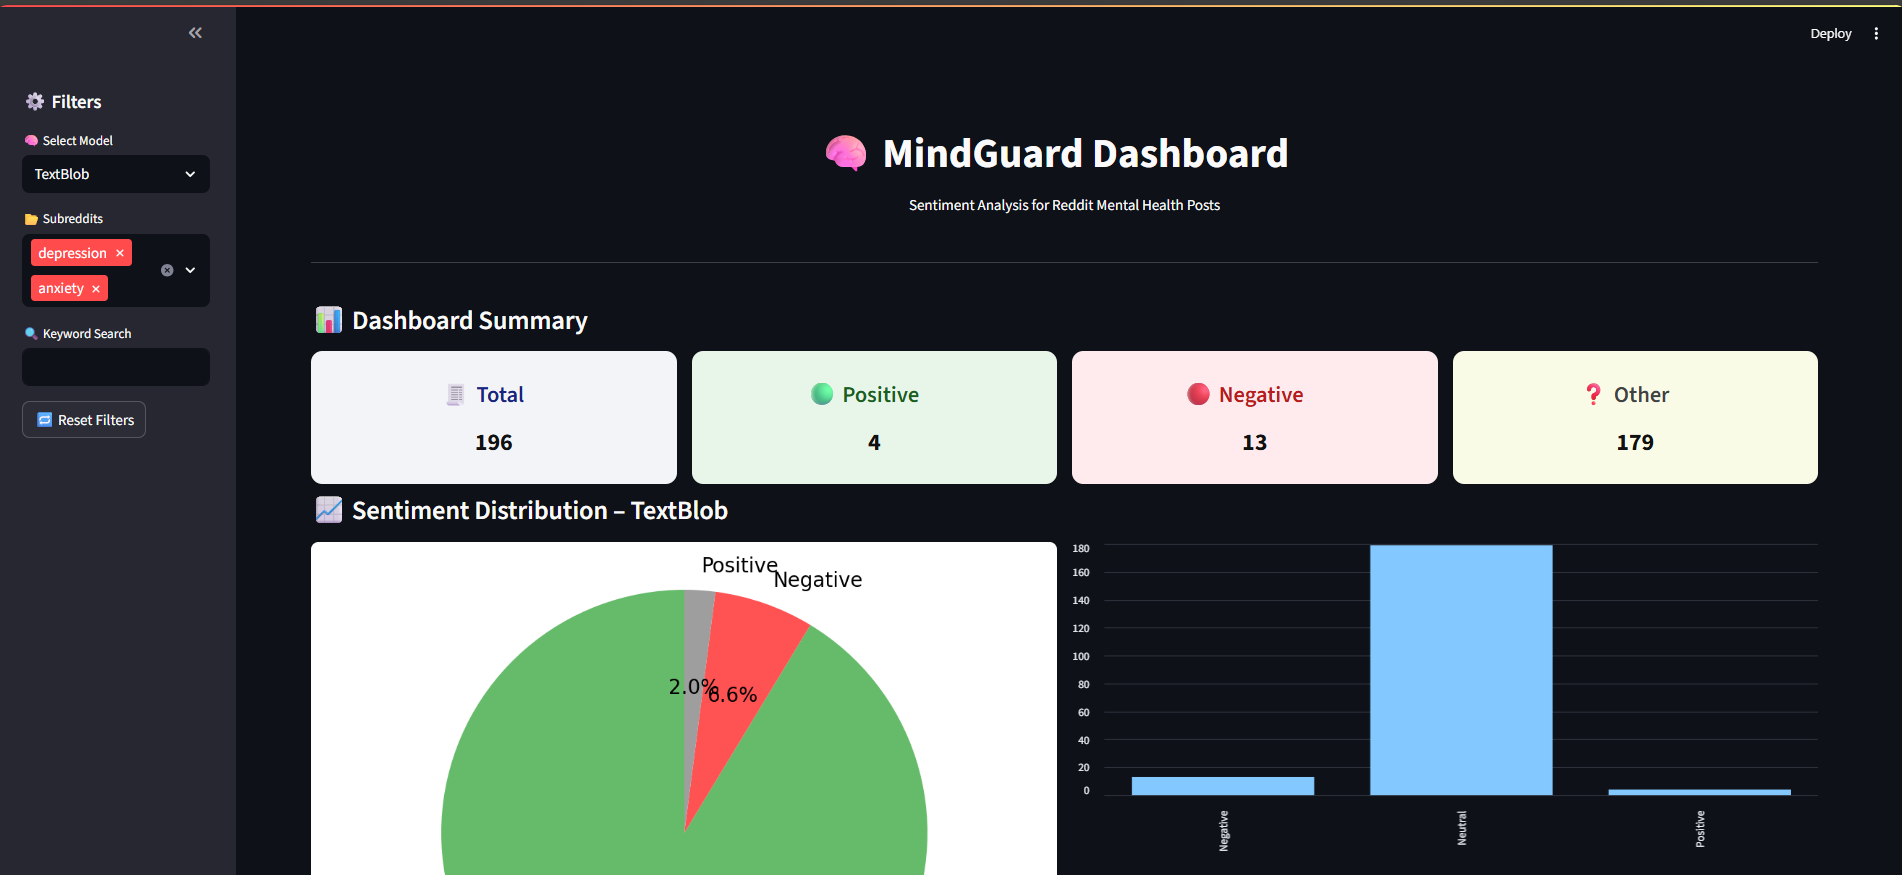 Deploy
Filters
Select Model
TextBlob
Subreddits
depression ×
anxiety ×
Keyword Search
Reset Filters
MindGuard Dashboard
Sentiment Analysis for Reddit Mental Health Posts
Dashboard Summary
Total
196
Positive
4
Negative
13
Other
179
Sentiment Distribution – TextBlob
Positive
Negative
2.0%
6.6%
180
160
140
120
100
80
60
40
20
0
Negative
Neutral
Positive